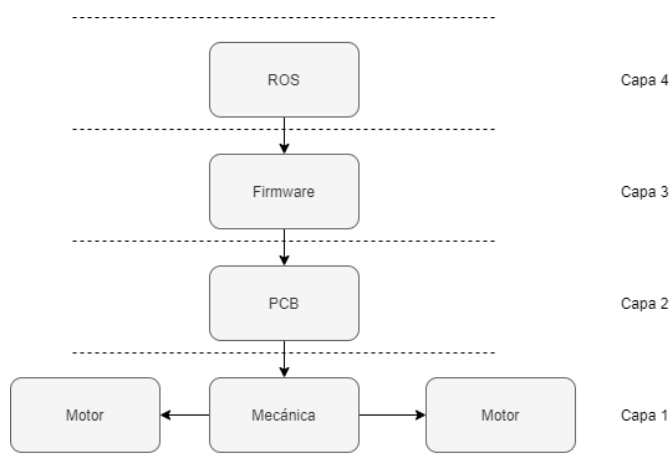 ROS
Capa 4
Firmware
Capa 3
PCB
Capa 2
Motor
Mecánica
Motor
Capa 1